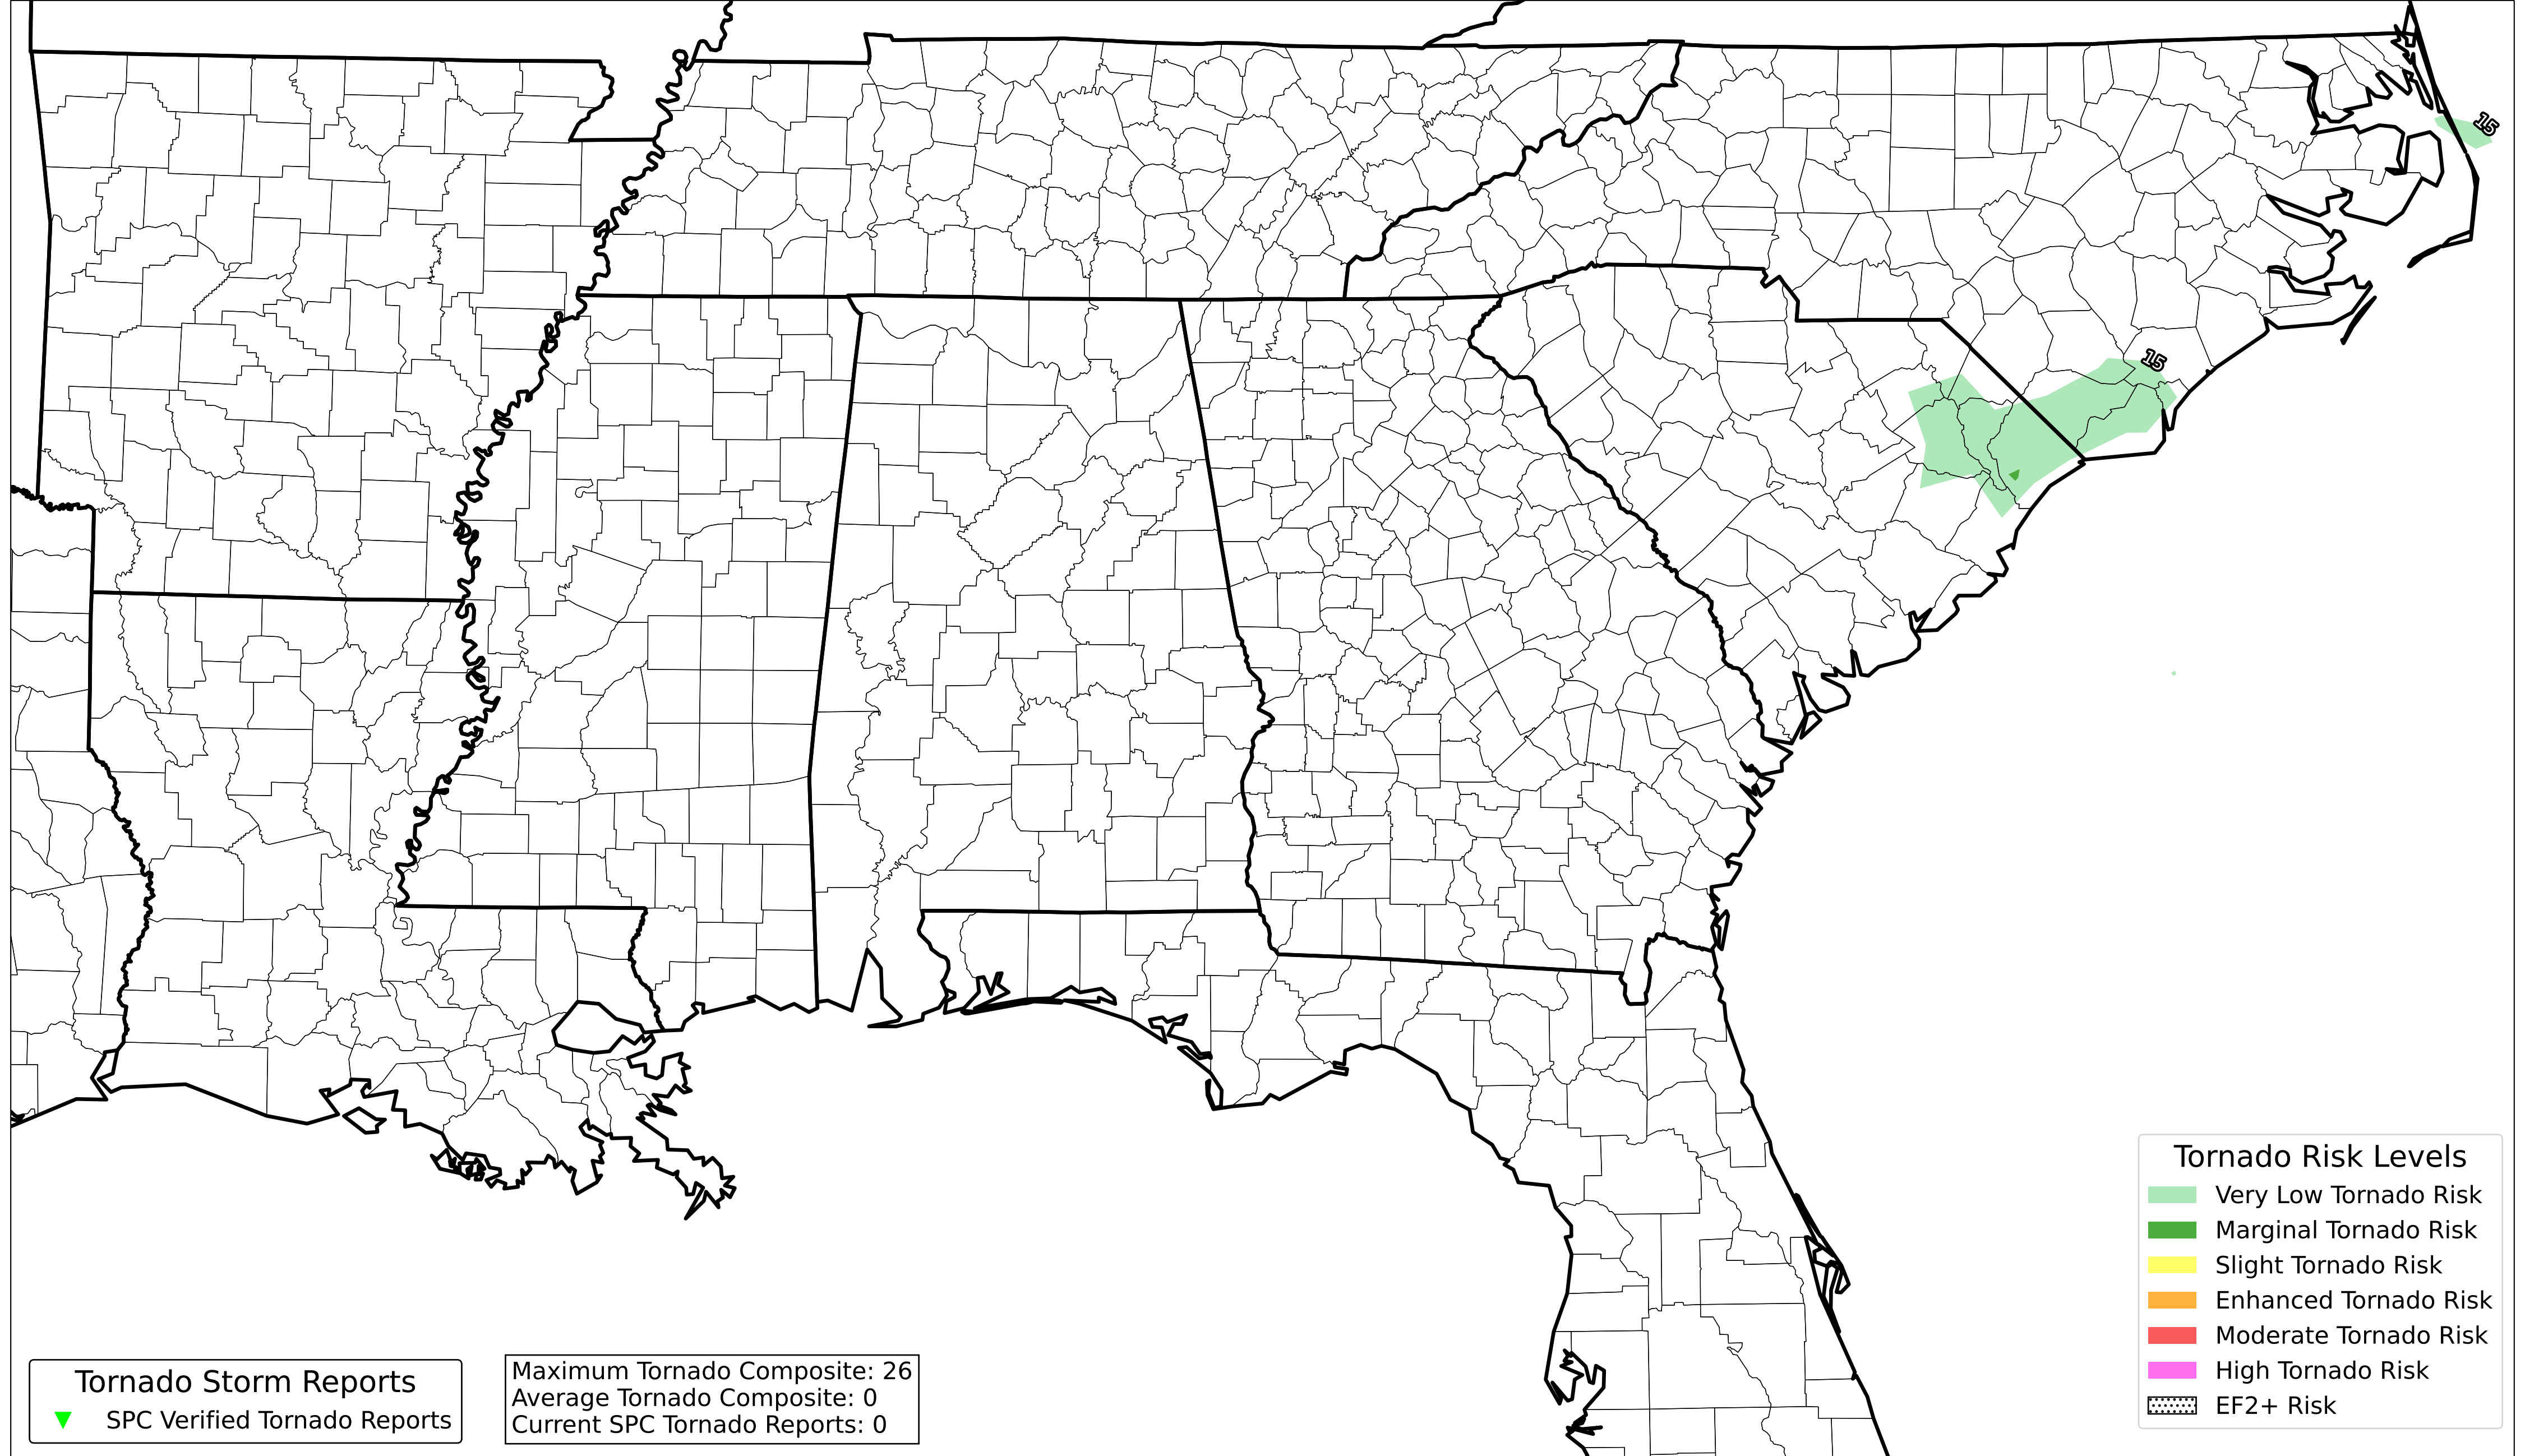 15
15
Tornado Risk Levels
Very Low Tornado Risk
Marginal Tornado Risk
Slight Tornado Risk
Enhanced Tornado Risk
Moderate Tornado Risk
High Tornado Risk
EF2+ Risk
Tornado Storm Reports
SPC Verified Tornado Reports
Maximum Tornado Composite: 26
Average Tornado Composite: 0
Current SPC Tornado Reports: 0